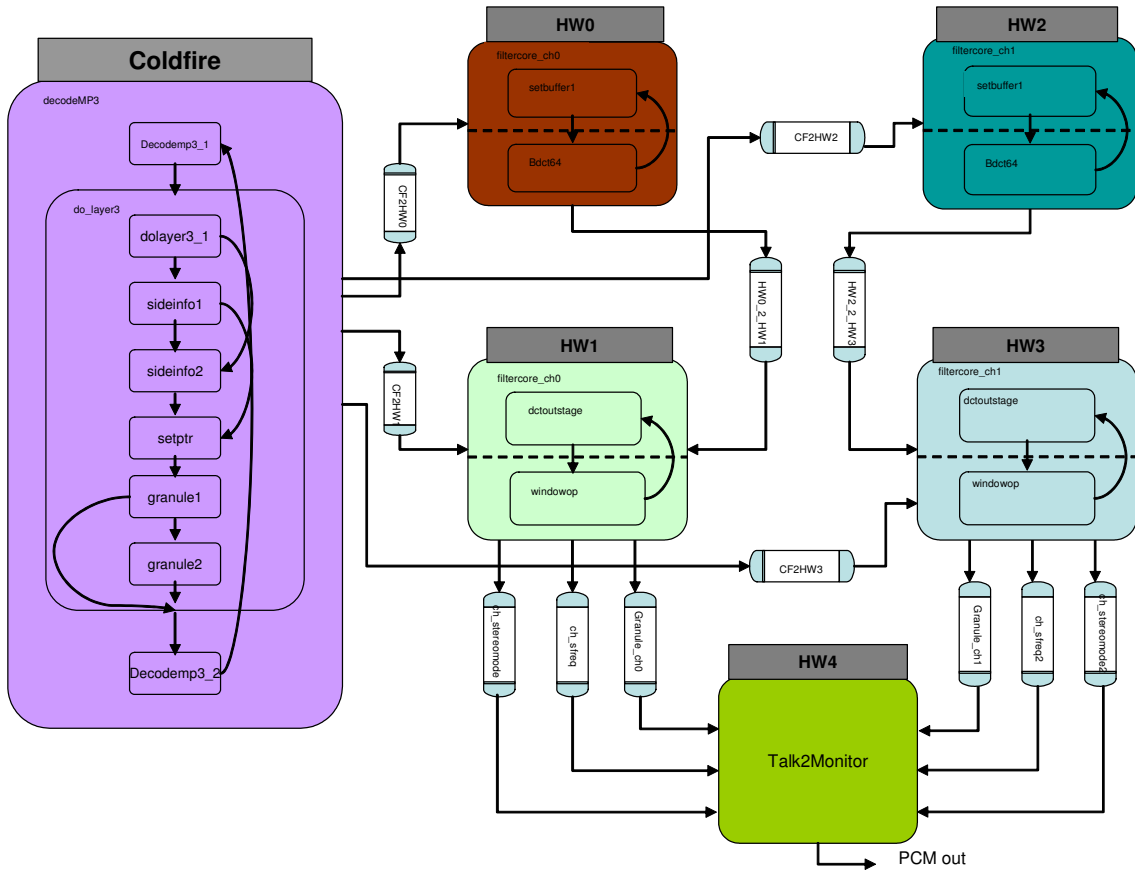 Coldfire
decodeMP3
Decodemp3_1
do_layer3
dolayer3_1
sideinfo1
sideinfo2
setptr
granule1
granule2
Decodemp3_2
HW0
filtercore_ch0
setbuffer1
Bdct64
HW2
filtercore_ch1
setbuffer1
Bdct64
CF2HW0
CF2HW2
HW0_2_HW1
HW2_2_HW3
CF2HW1
HW1
filtercore_ch0
dctoutstage
windowop
HW3
filtercore_ch1
dctoutstage
windowop
CF2HW3
ch_stereomode
ch_sfreq
Granule_ch0
Granule_ch1
ch_sfreq2
ch_stereomode2
HW4
Talk2Monitor
PCM out